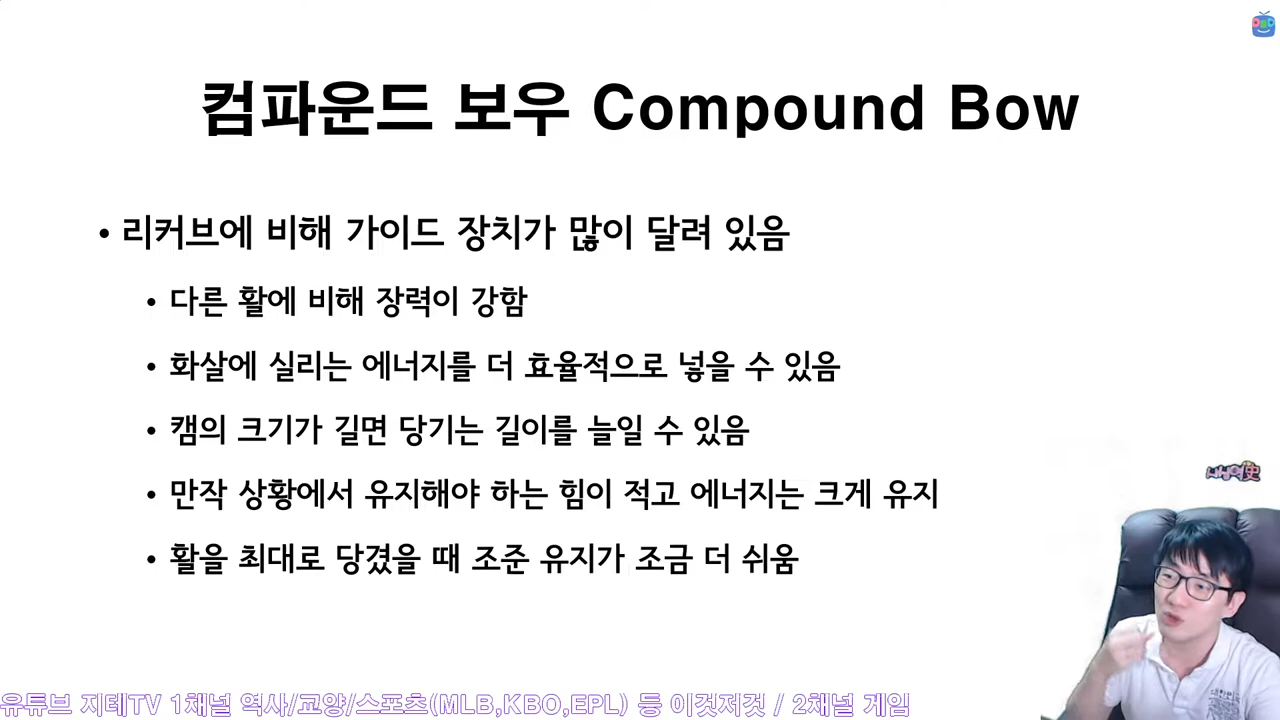 컴파운드 보우 Compound Bow
• 리커브에 비해 가이드 장치가 많이 달려 있음
• 다른 활에 비해 장력이 강함
• 화살에 실리는 에너지를 더 효율적으로 넣을 수 있음
• 캠의 크기가 길면 당기는 길이를 늘일 수 있음
• 만작 상황에서 유지해야 하는 힘이 적고 에너지는 크게 유지
• 활을 최대로 당겼을 때 조준 유지가 조금 더 쉬움
유튜브 지테TV 1채널 역사/교양/스포츠(MLB,KBO,EPL) 등 이것저것 / 2채널 게임